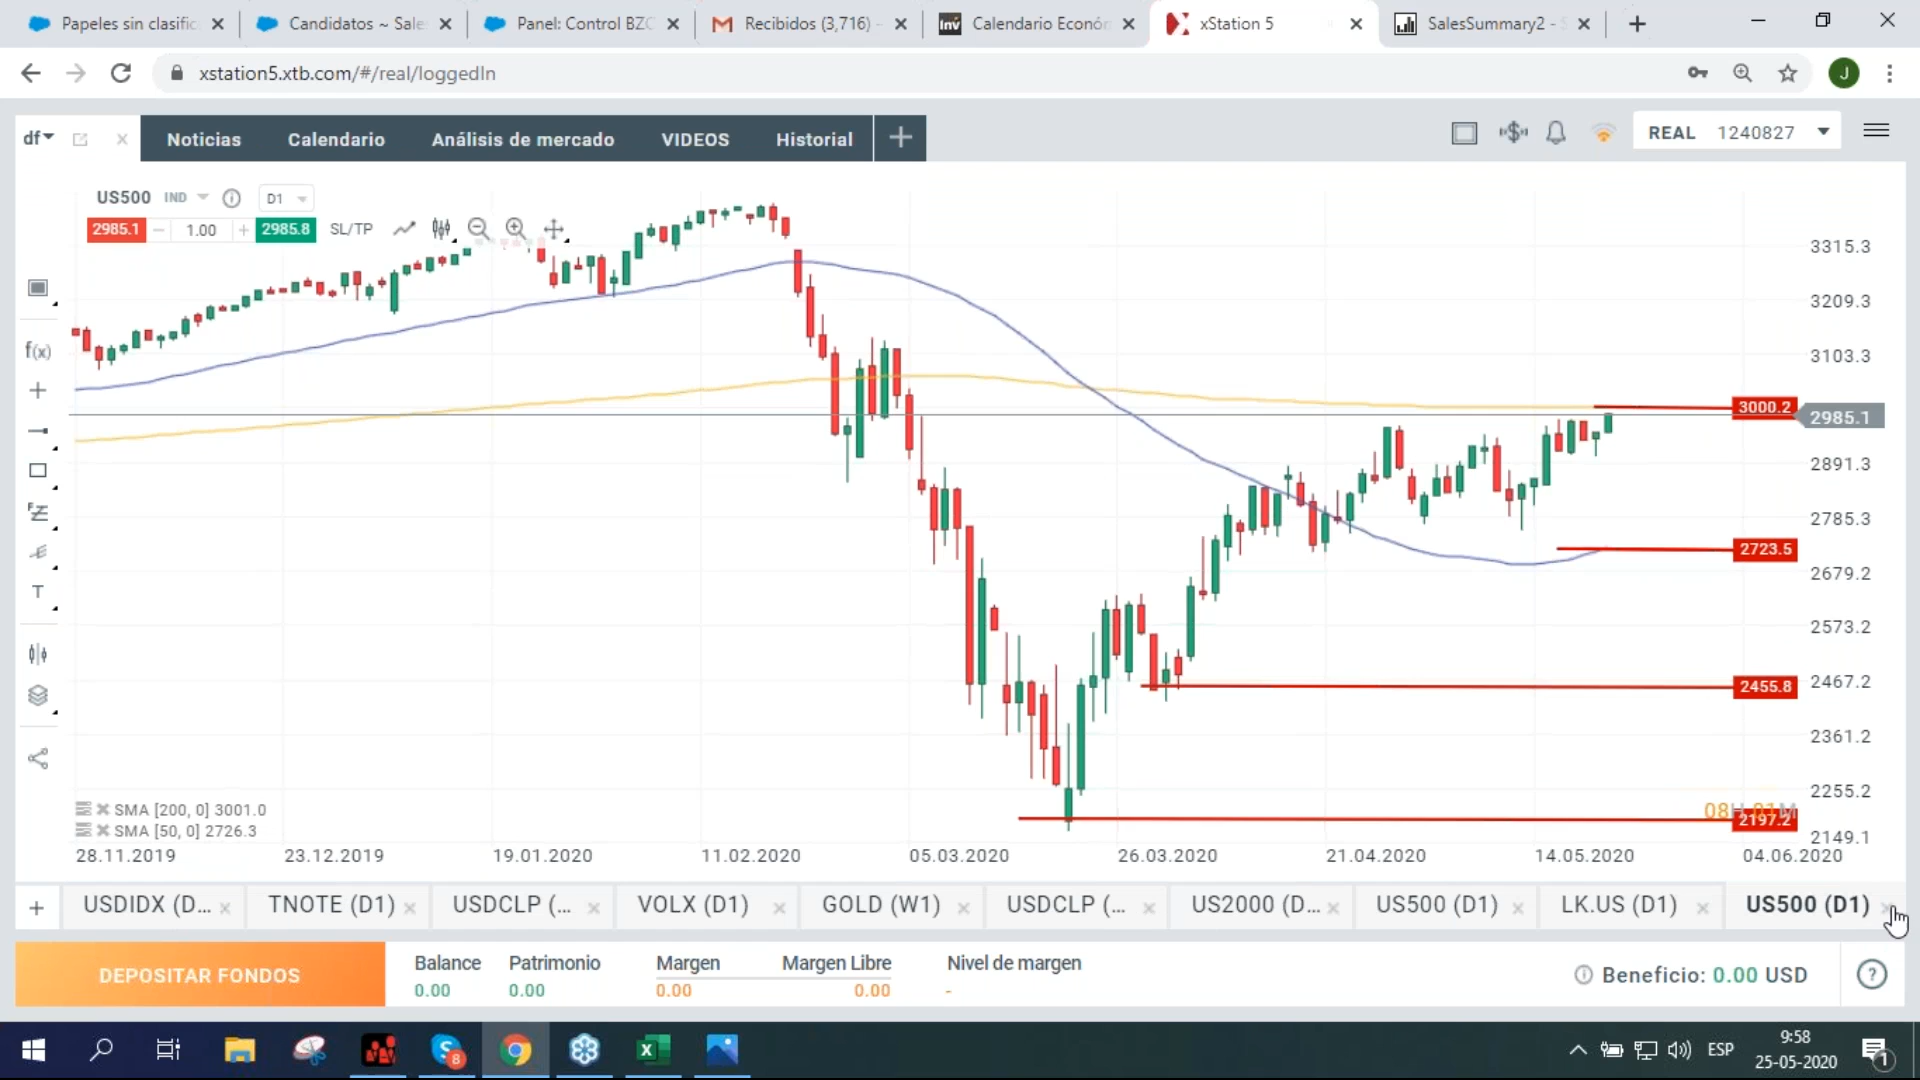 Papeles sin clasific
Candidatos ~ Sale
Panel: Control BZC
Recibidos (3,716) -
Calendario Econó
xStation 5
SalesSummary2 - S
xstation5.xtb.com/#/real/loggedIn
J
df
Noticias
Calendario
Análisis de mercado
VIDEOS
Historial
REAL 1240827
US500 IND
D1
2985.1
1.00
2985.8
SL/TP
f(x)
T
3315.3
3209.3
3103.3
3000.2
2985.1
2891.3
2785.3
2723.5
2679.2
2573.2
2455.8
2467.2
2361.2
2255.2
2197.2
2149.1
SMA [200, 0] 3001.0
SMA [50, 0] 2726.3
28.11.2019
23.12.2019
19.01.2020
11.02.2020
05.03.2020
26.03.2020
21.04.2020
14.05.2020
04.06.2020
USDIDX (D...
TNOTE (D1)
USDCLP (...
VOLX (D1)
GOLD (W1)
USDCLP (...
US2000 (D...
US500 (D1)
LK.US (D1)
US500 (D1)
DEPOSITAR FONDOS
Balance
0.00
Patrimonio
0.00
Margen
0.00
Margen Libre
0.00
Nivel de margen
-
Beneficio: 0.00 USD
?
8
ESP
9:58
25-05-2020
1